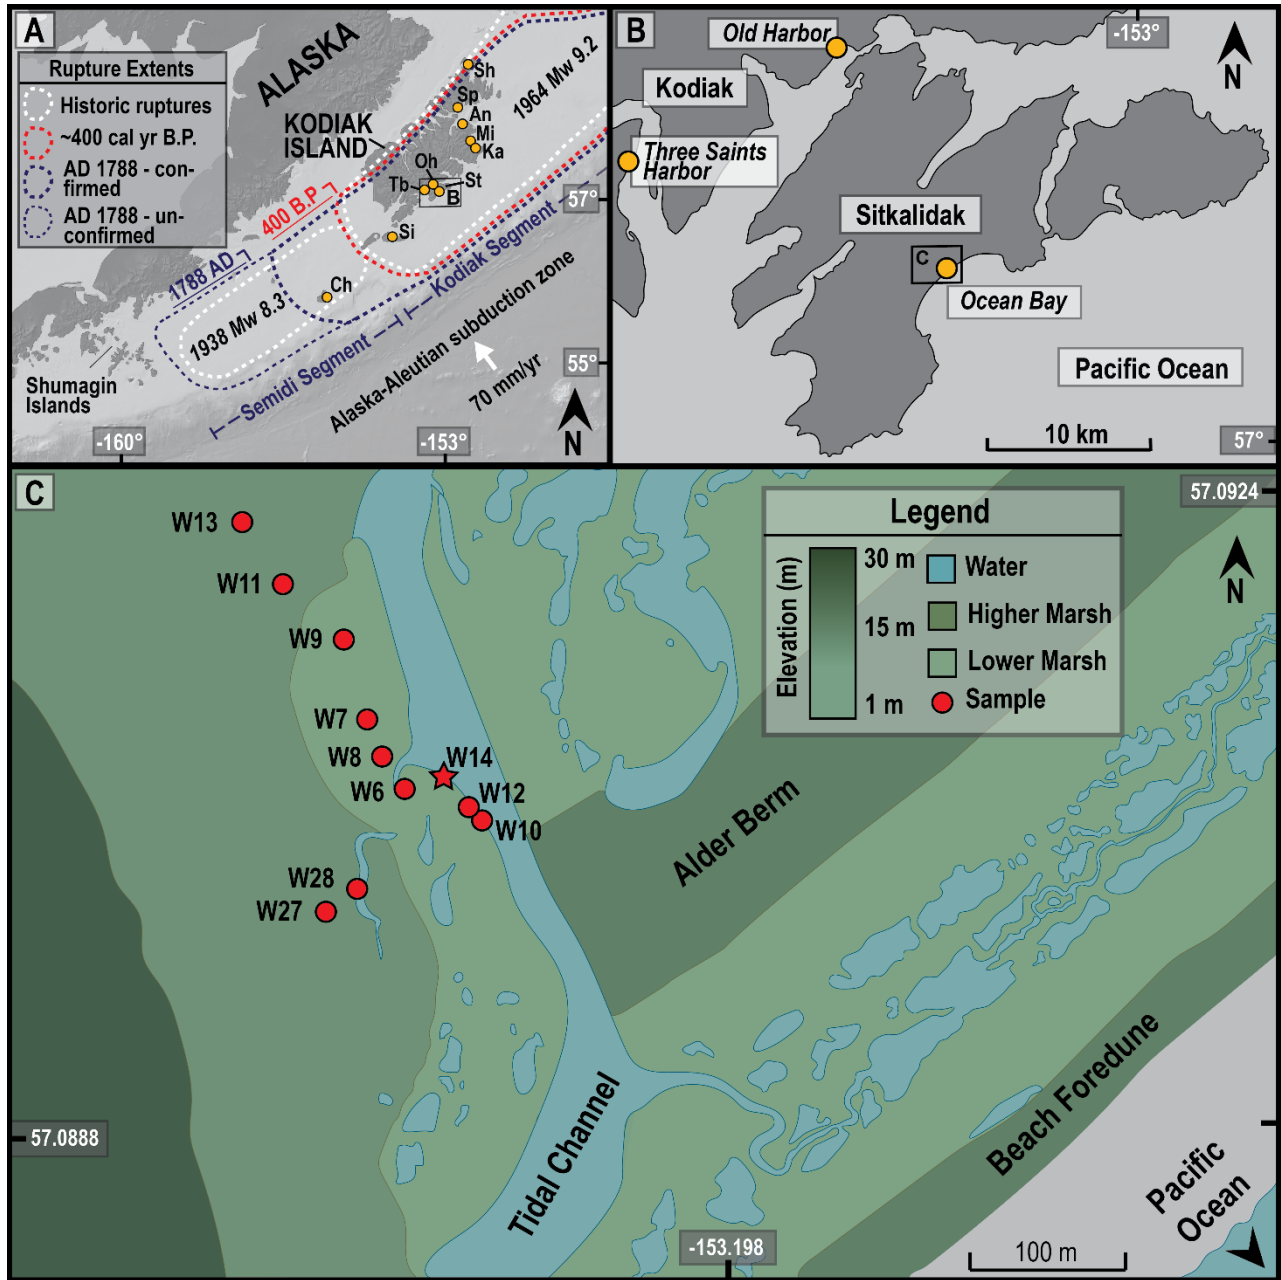 A
Rupture Extents
Historic ruptures
~400 cal yr B.P.
AD 1788 - con-
firmed
AD 1788 - un-
confirmed
ALASKA
KODIAK
ISLAND
1964 Mw 9.2
Sh
Sp
An
Mi
Ka
Oh
St
Tb
B
Si
Ch
400 B.P.
1788 AD
1938 Mw 8.3
57°
55°
Kodiak Segment
Semidi Segment
Alaska-Aleutian subduction zone
70 mm/yr
Shumagin
Islands
-160°
-153°
N
B
Old Harbor
-153°
N
Kodiak
Three Saints
Harbor
Sitkalidak
C
Ocean Bay
Pacific Ocean
10 km
57°
C
57.0924
W13
W11
W9
W7
W8
W14
W6
W12
W10
W28
W27
Legend
Elevation (m)
30 m
15 m
1 m
Water
Higher Marsh
Lower Marsh
Sample
N
Alder Berm
Beach Foredune
Tidal Channel
Pacific
Ocean
57.0888
-153.198
100 m